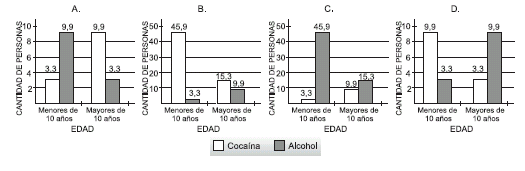 A.
CANTIDAD DE PERSONAS
10
8
6
4
2
3,3
9,9
9,9
3,3
Menores de
10 años
Mayores de
10 años
EDAD
B.
CANTIDAD DE PERSONAS
50
40
30
20
10
45,9
3,3
15,3
9,9
Menores de
10 años
Mayores de
10 años
EDAD
C.
CANTIDAD DE PERSONAS
50
40
30
20
10
3,3
45,9
9,9
15,3
Menores de
10 años
Mayores de
10 años
EDAD
D.
CANTIDAD DE PERSONAS
10
8
6
4
2
9,9
3,3
3,3
9,9
Menores de
10 años
Mayores de
10 años
EDAD
Cocaína
Alcohol